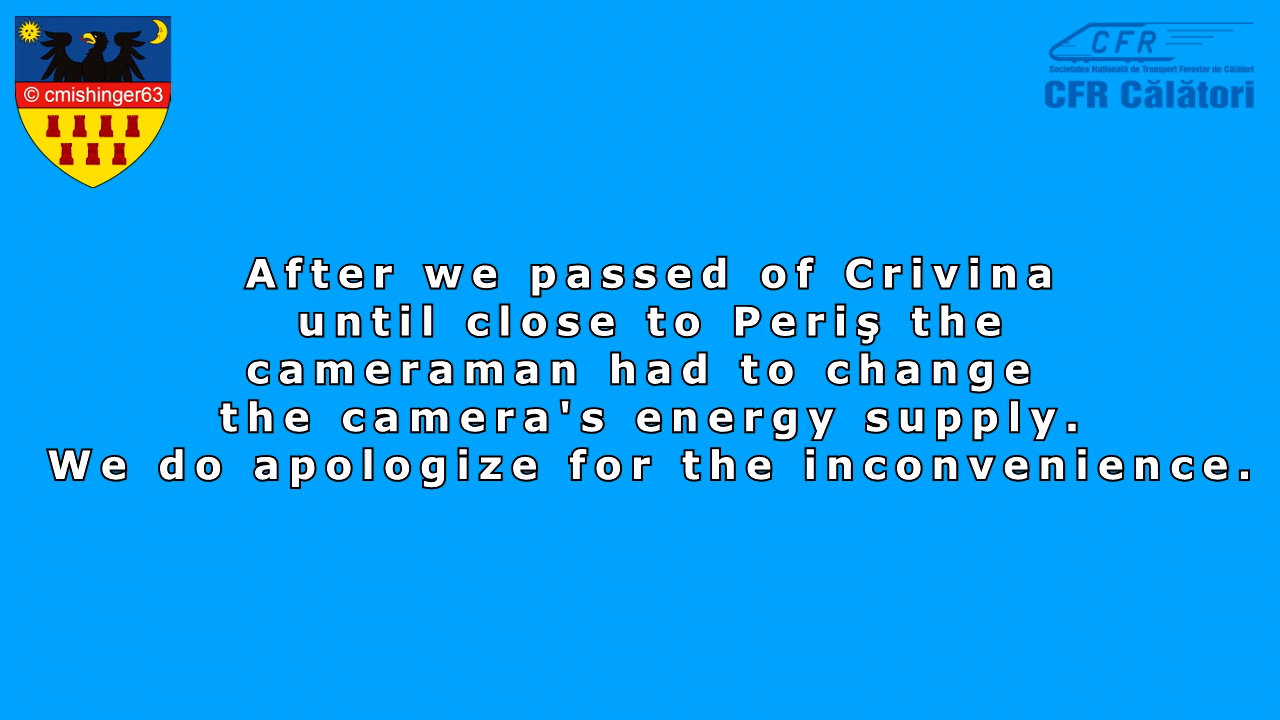 © cmishinger63
CFR
Societatea Naţională de Transport Feroviar de Călători
CFR Călători
After we passed of Crivina
until close to Periş the
cameraman had to change
the camera's energy supply.
We do apologize for the inconvenience.